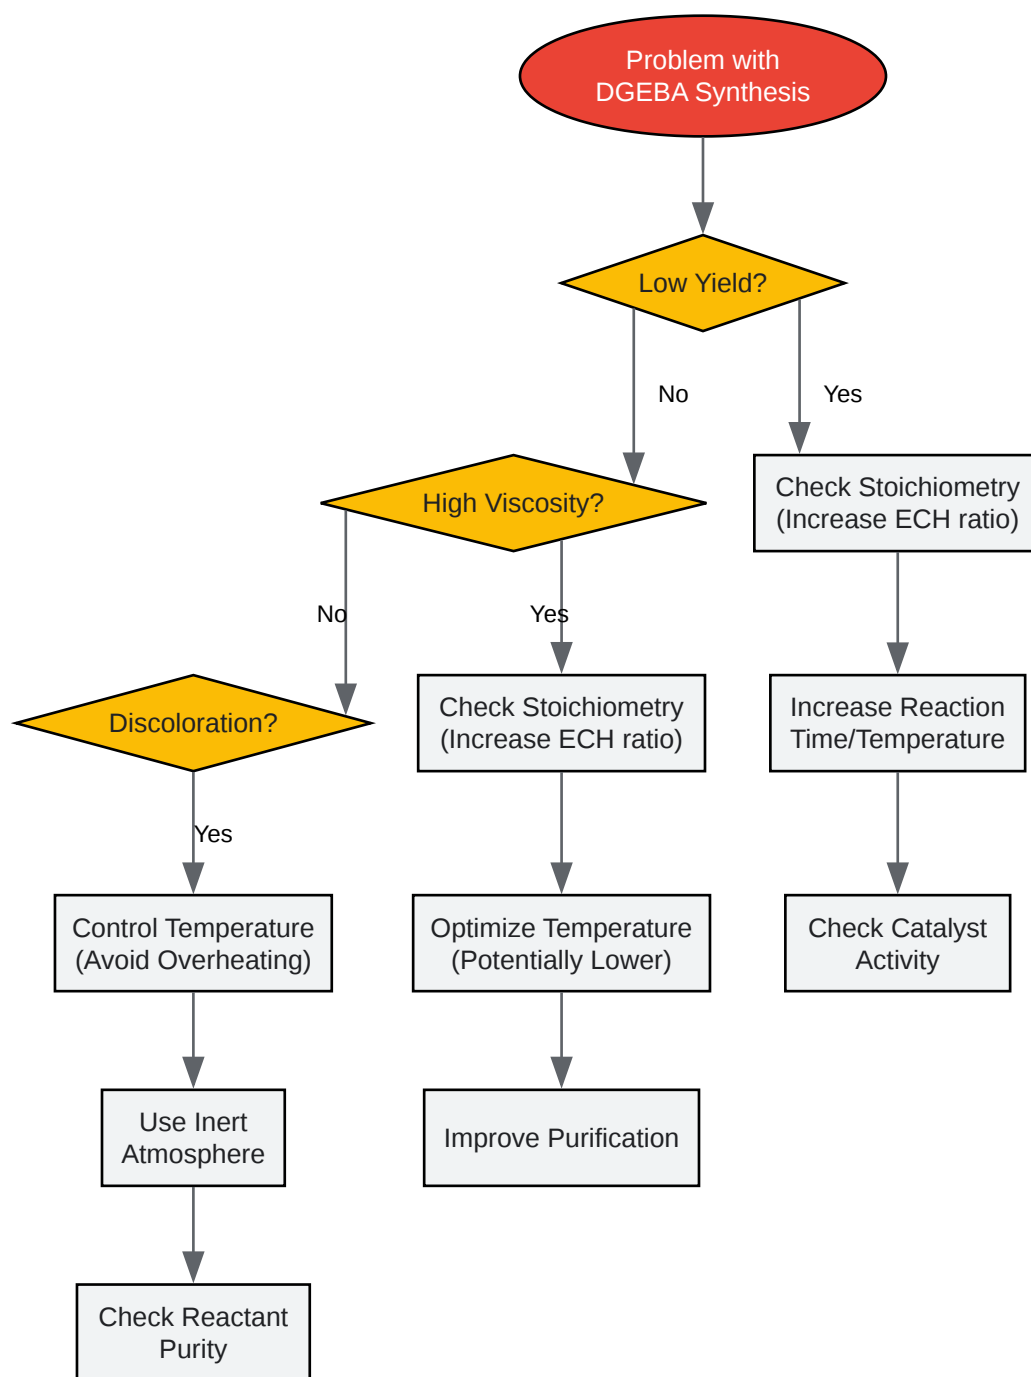 Problem with
DGEBA Synthesis
Low Yield?
No
Yes
High Viscosity?
Check Stoichiometry
(Increase ECH ratio)
No
Yes
Discoloration?
Check Stoichiometry
(Increase ECH ratio)
Increase Reaction
Time/Temperature
Yes
Control Temperature
(Avoid Overheating)
Optimize Temperature
(Potentially Lower)
Check Catalyst
Activity
Use Inert
Atmosphere
Improve Purification
Check Reactant
Purity